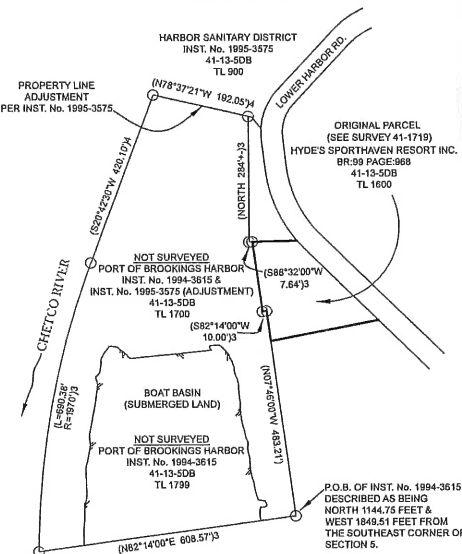 HARBOR SANITARY DISTRICT
INST. No. 1995-3575
41-13-5DB
TL 900
LOWER HARBOR RD.
(N78°37'21"W 192.05')4
PROPERTY LINE
ADJUSTMENT
PER INST. No. 1995-3575
ORIGINAL PARCEL
(SEE SURVEY 41-1719)
HYDE'S SPORTHAVEN RESORT INC.
BR:99 PAGE:968
41-13-5DB
TL 1600
(S20°42'30"W 420.10')4
(NORTH 284'+-)3
NOT SURVEYED
PORT OF BROOKINGS HARBOR
INST. No. 1994-3615 &
INST. No. 1995-3575 (ADJUSTMENT)
41-13-5DB
TL 1700
(S86°32'00"W
7.64')3
(S82°14'00"W
10.00')3
CHETCO RIVER
(L=690.38'
R=1970')3
BOAT BASIN
(SUBMERGED LAND)
NOT SURVEYED
PORT OF BROOKINGS HARBOR
INST. No. 1994-3615
41-13-5DB
TL 1799
(N07°46'00"W 483.21')
P.O.B. OF INST. No. 1994-3615
DESCRIBED AS BEING
NORTH 1144.75 FEET &
WEST 1849.51 FEET FROM
THE SOUTHEAST CORNER OF
SECTION 5.
(N82°14'00"E 608.57')3